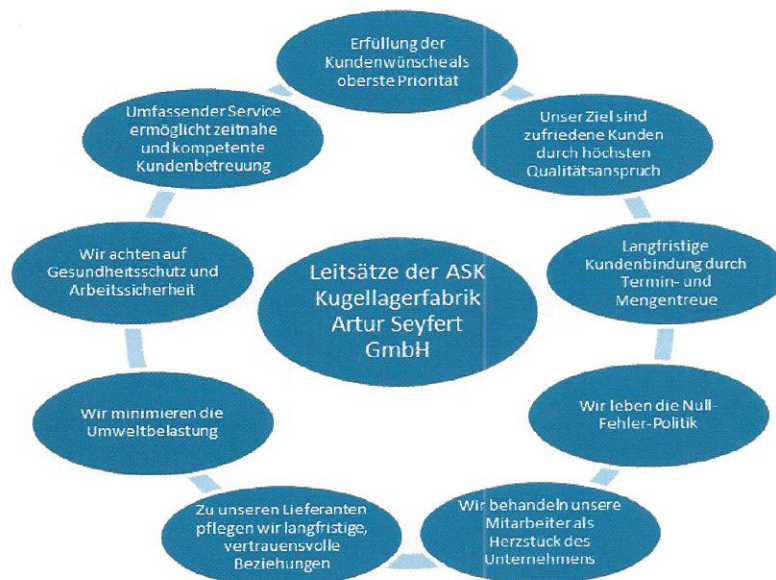 Erfüllung der
Kundenwünsche als
oberste Priorität
Unser Ziel sind
zufriedene Kunden
durch höchsten
Qualitätsanspruch
Langfristige
Kundenbindung durch
Termin- und
Mengentreue
Wir leben die Null-
Fehler-Politik
Wir behandeln unsere
Mitarbeiter als
Herzstück des
Unternehmens
Zu unseren Lieferanten
pflegen wir langfristige,
vertrauensvolle
Beziehungen
Wir minimieren die
Umweltbelastung
Wir achten auf
Gesundheitsschutz und
Arbeitssicherheit
Umfassender Service
ermöglicht zeitnahe
und kompetente
Kundenbetreuung
Leitsätze der ASK
Kugellagerfabrik
Artur Seyfert
GmbH